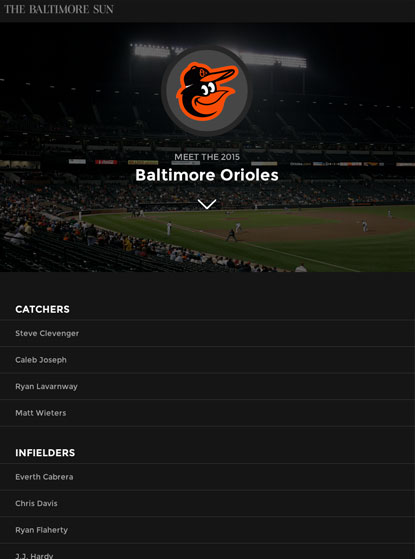 THE BALTIMORE SUN
MEET THE 2015
Baltimore Orioles
CATCHERS
Steve Clevenger
Caleb Joseph
Ryan Lavarnway
Matt Wieters
INFIELDERS
Everth Cabrera
Chris Davis
Ryan Flaherty
J.J. Hardy